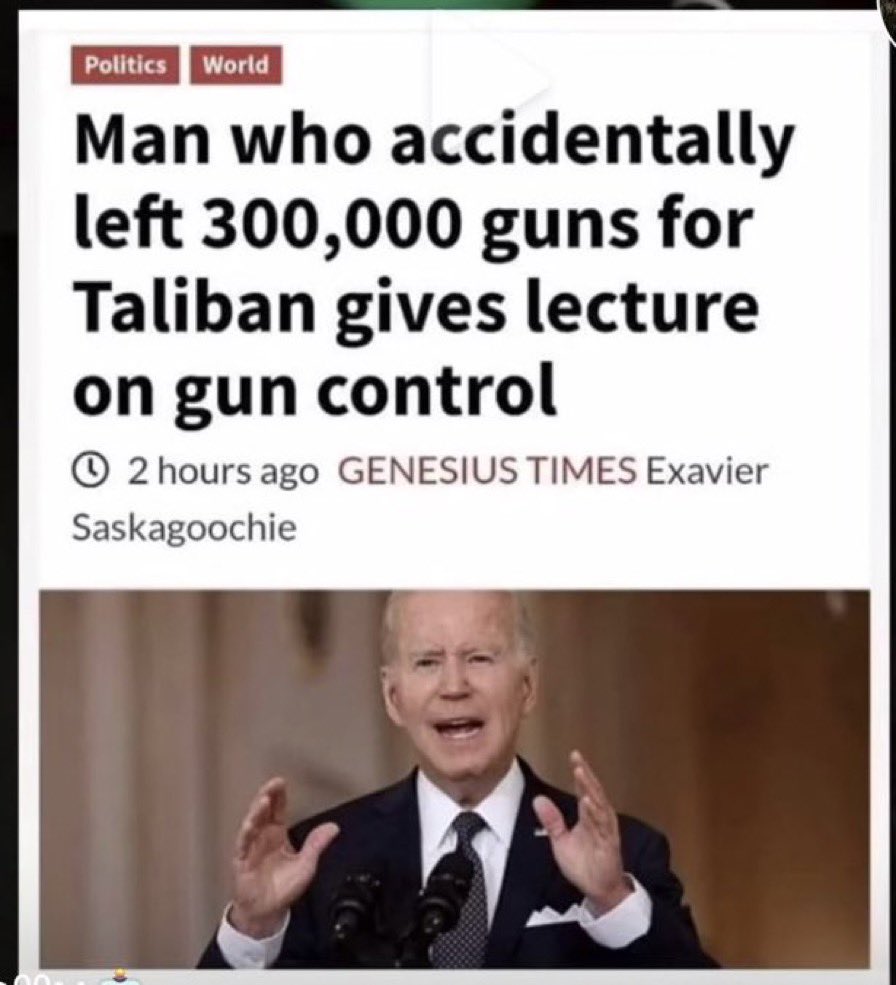 Politics World
Man who accidentally
left 300,000 guns for
Taliban gives lecture
on gun control
2 hours ago GENESIUS TIMES Exavier
Saskagoochie